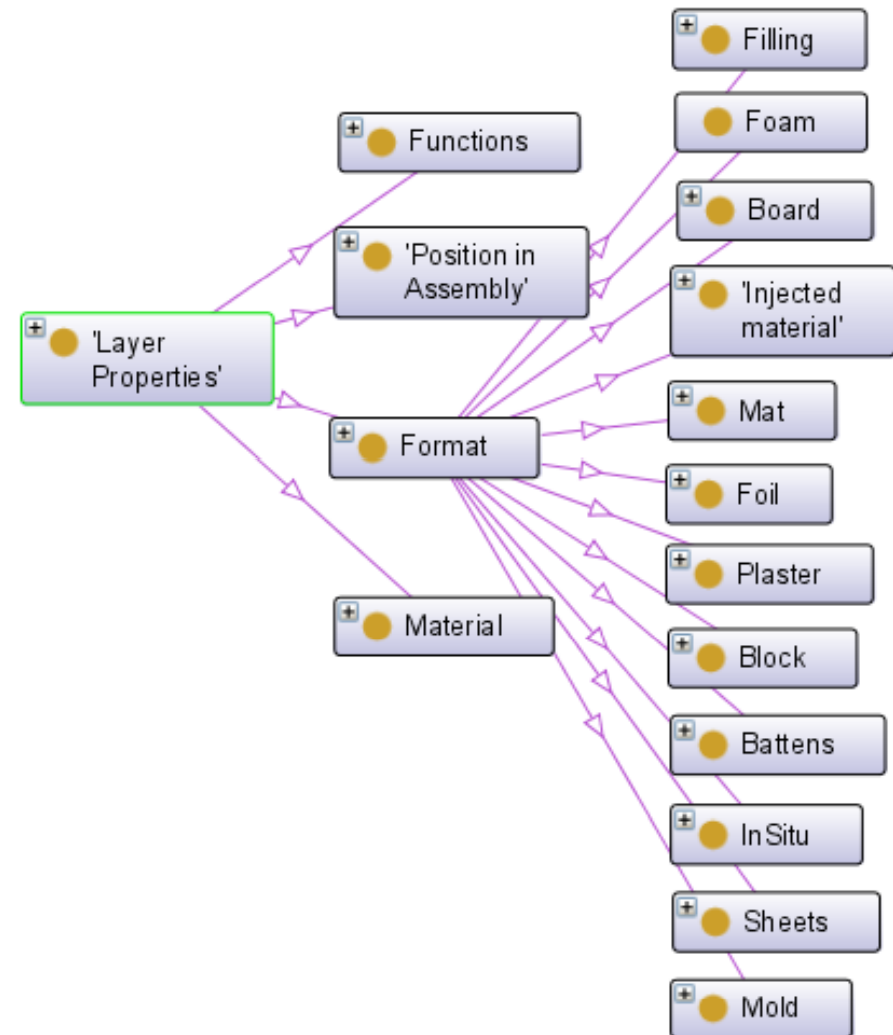 Filling
Functions
Foam
Board
'Position in
Assembly'
'Injected
material'
'Layer
Properties'
Mat
Format
Foil
Plaster
Material
Block
Battens
InSitu
Sheets
Mold